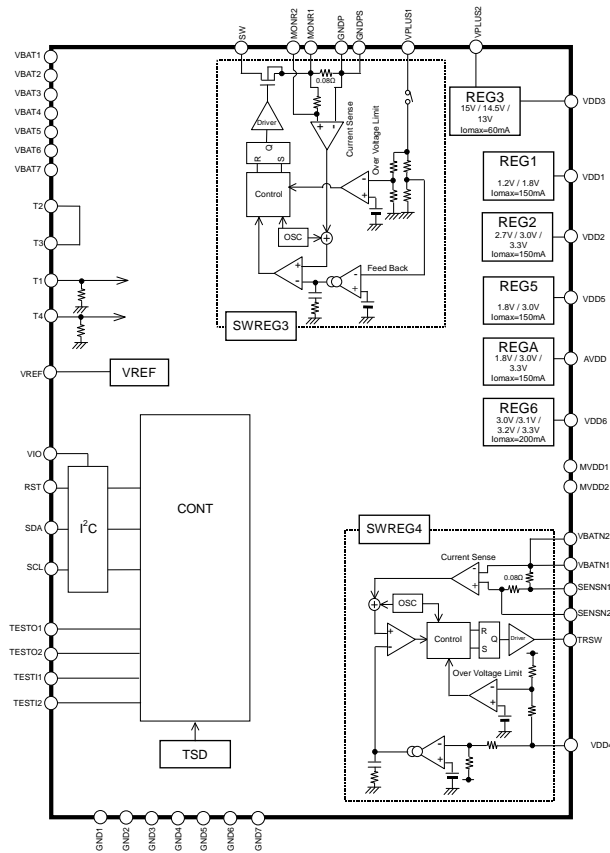 SW
MONR2
MONR1
GNDP
GNDPS
VPLUS1
VPLUS2
VBAT1
VBAT2
VBAT3
VBAT4
VBAT5
VBAT6
VBAT7
T2
T3
T1
T4
VREF
VREF
0.08Ω
Driver
Q
R
S
Control
OSC
+
-
Current Sense
Over Voltage Limit
-
+
+
+
-
Feed Back
-
+
SWREG3
REG3
15V / 14.5V /
13V
Iomax=60mA
VDD3
REG1
1.2V / 1.8V
Iomax=150mA
VDD1
REG2
2.7V / 3.0V /
3.3V
Iomax=150mA
VDD2
REG5
1.8V / 3.0V
Iomax=150mA
VDD5
REGA
1.8V / 3.0V /
3.3V
Iomax=150mA
AVDD
REG6
3.0V /3.1V /
3.2V / 3.3V
Iomax=200mA
VDD6
MVDD1
MVDD2
VIO
RST
SDA
SCL
I²C
CONT
TESTO1
TESTO2
TESTI1
TESTI2
TSD
SWREG4
Current Sense
-
+
0.08Ω
VBATN2
VBATN1
SENSN1
SENSN2
+
OSC
+
-
Control
R
S
Q
Driver
TRSW
Over Voltage Limit
-
+
-
+
VDD4
GND1
GND2
GND3
GND4
GND5
GND6
GND7